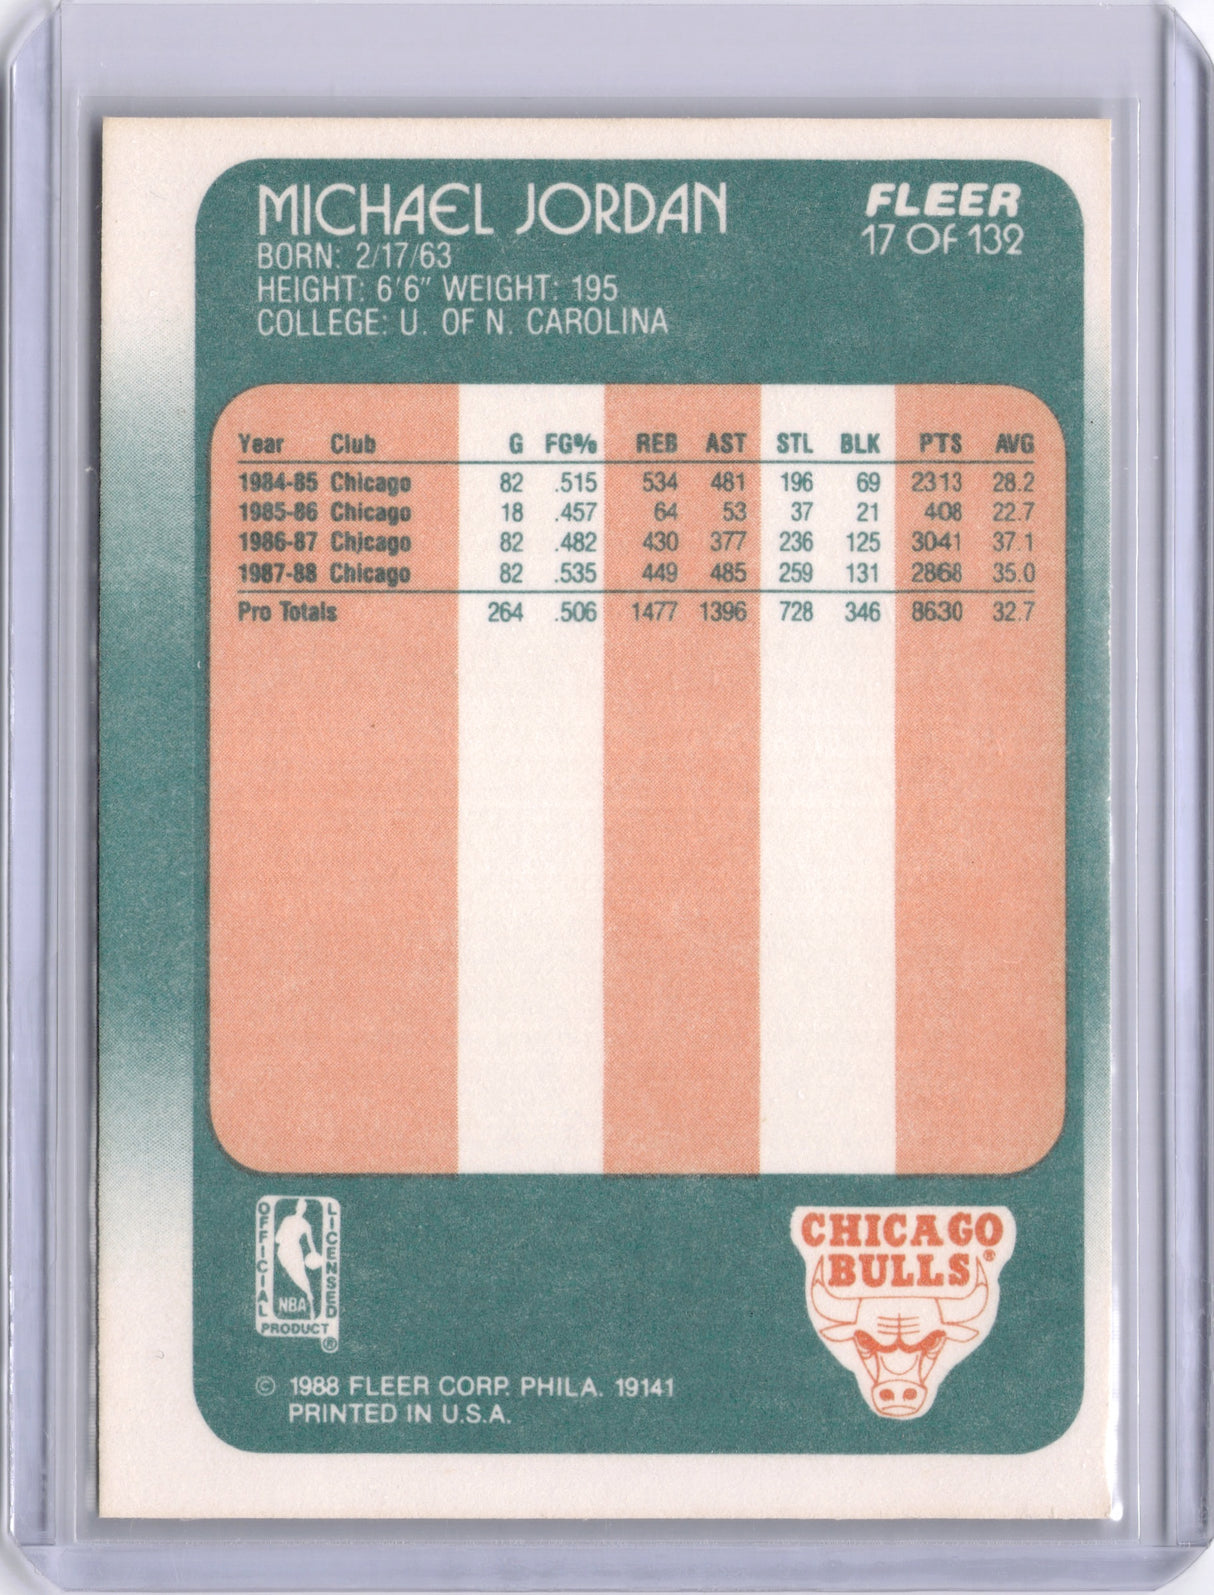 MICHAEL JORDAN
FLEER
17 OF 132
BORN: 2/17/63
HEIGHT: 6'6" WEIGHT: 195
COLLEGE: U. OF N. CAROLINA
Year Club G FG% REB AST STL BLK PTS AVG
1984-85 Chicago 82 .515 534 481 196 69 2313 28.2
1985-86 Chicago 18 .457 64 53 37 21 408 22.7
1986-87 Chicago 82 .482 430 377 236 125 3041 37.1
1987-88 Chicago 82 .535 449 485 259 131 2868 35.0
Pro Totals 264 .506 1477 1396 728 346 8630 32.7
OFFICIAL
LICENSED
NBA
PRODUCT
®
CHICAGO
BULLS®
© 1988 FLEER CORP. PHILA. 19141
PRINTED IN U.S.A.